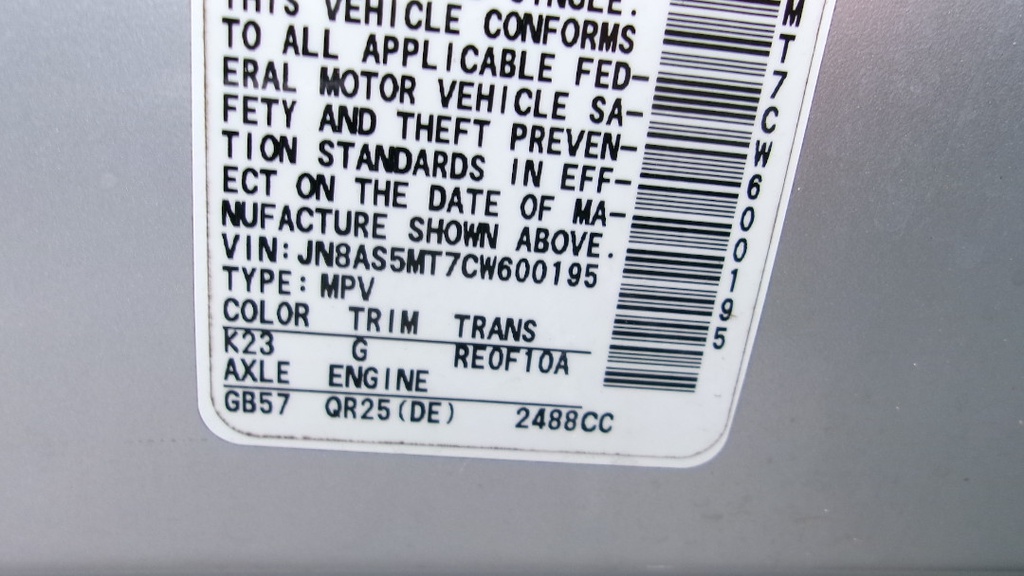 THIS VEHICLE CONFORMS
TO ALL APPLICABLE FED-
ERAL MOTOR VEHICLE SA-
FETY AND THEFT PREVEN-
TION STANDARDS IN EFF-
ECT ON THE DATE OF MA-
NUFACTURE SHOWN ABOVE.
VIN:JN8AS5MT7CW600195
TYPE:MPV
COLOR TRIM TRANS
K23 G RE0F10A
AXLE ENGINE
GB57 QR25(DE) 2488CC
MT7CW600195